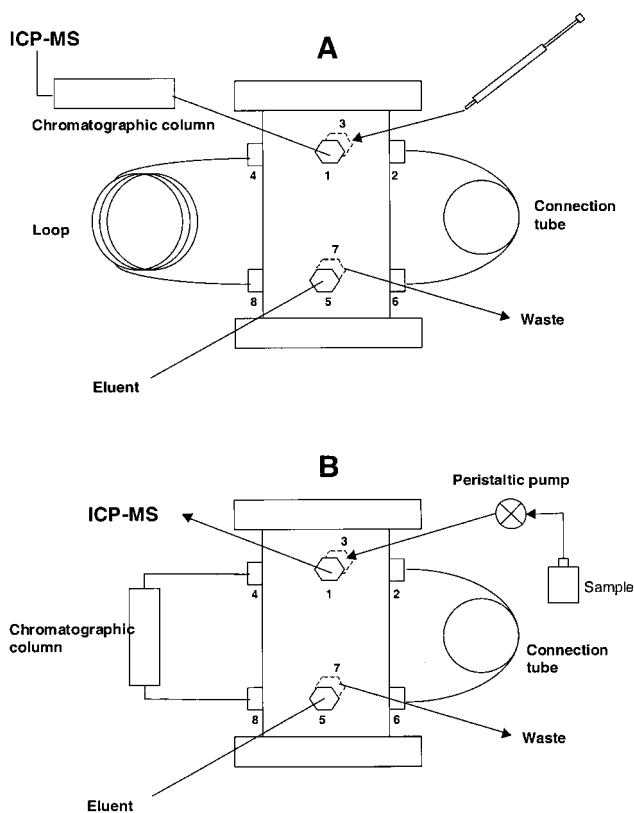 A
ICP-MS
Chromatographic column
3
4
1
2
Loop
Connection
tube
7
8
5
6
Waste
Eluent
B
Peristaltic pump
ICP-MS
3
4
1
2
Sample
Chromatographic
column
Connection
tube
7
8
5
6
Waste
Eluent